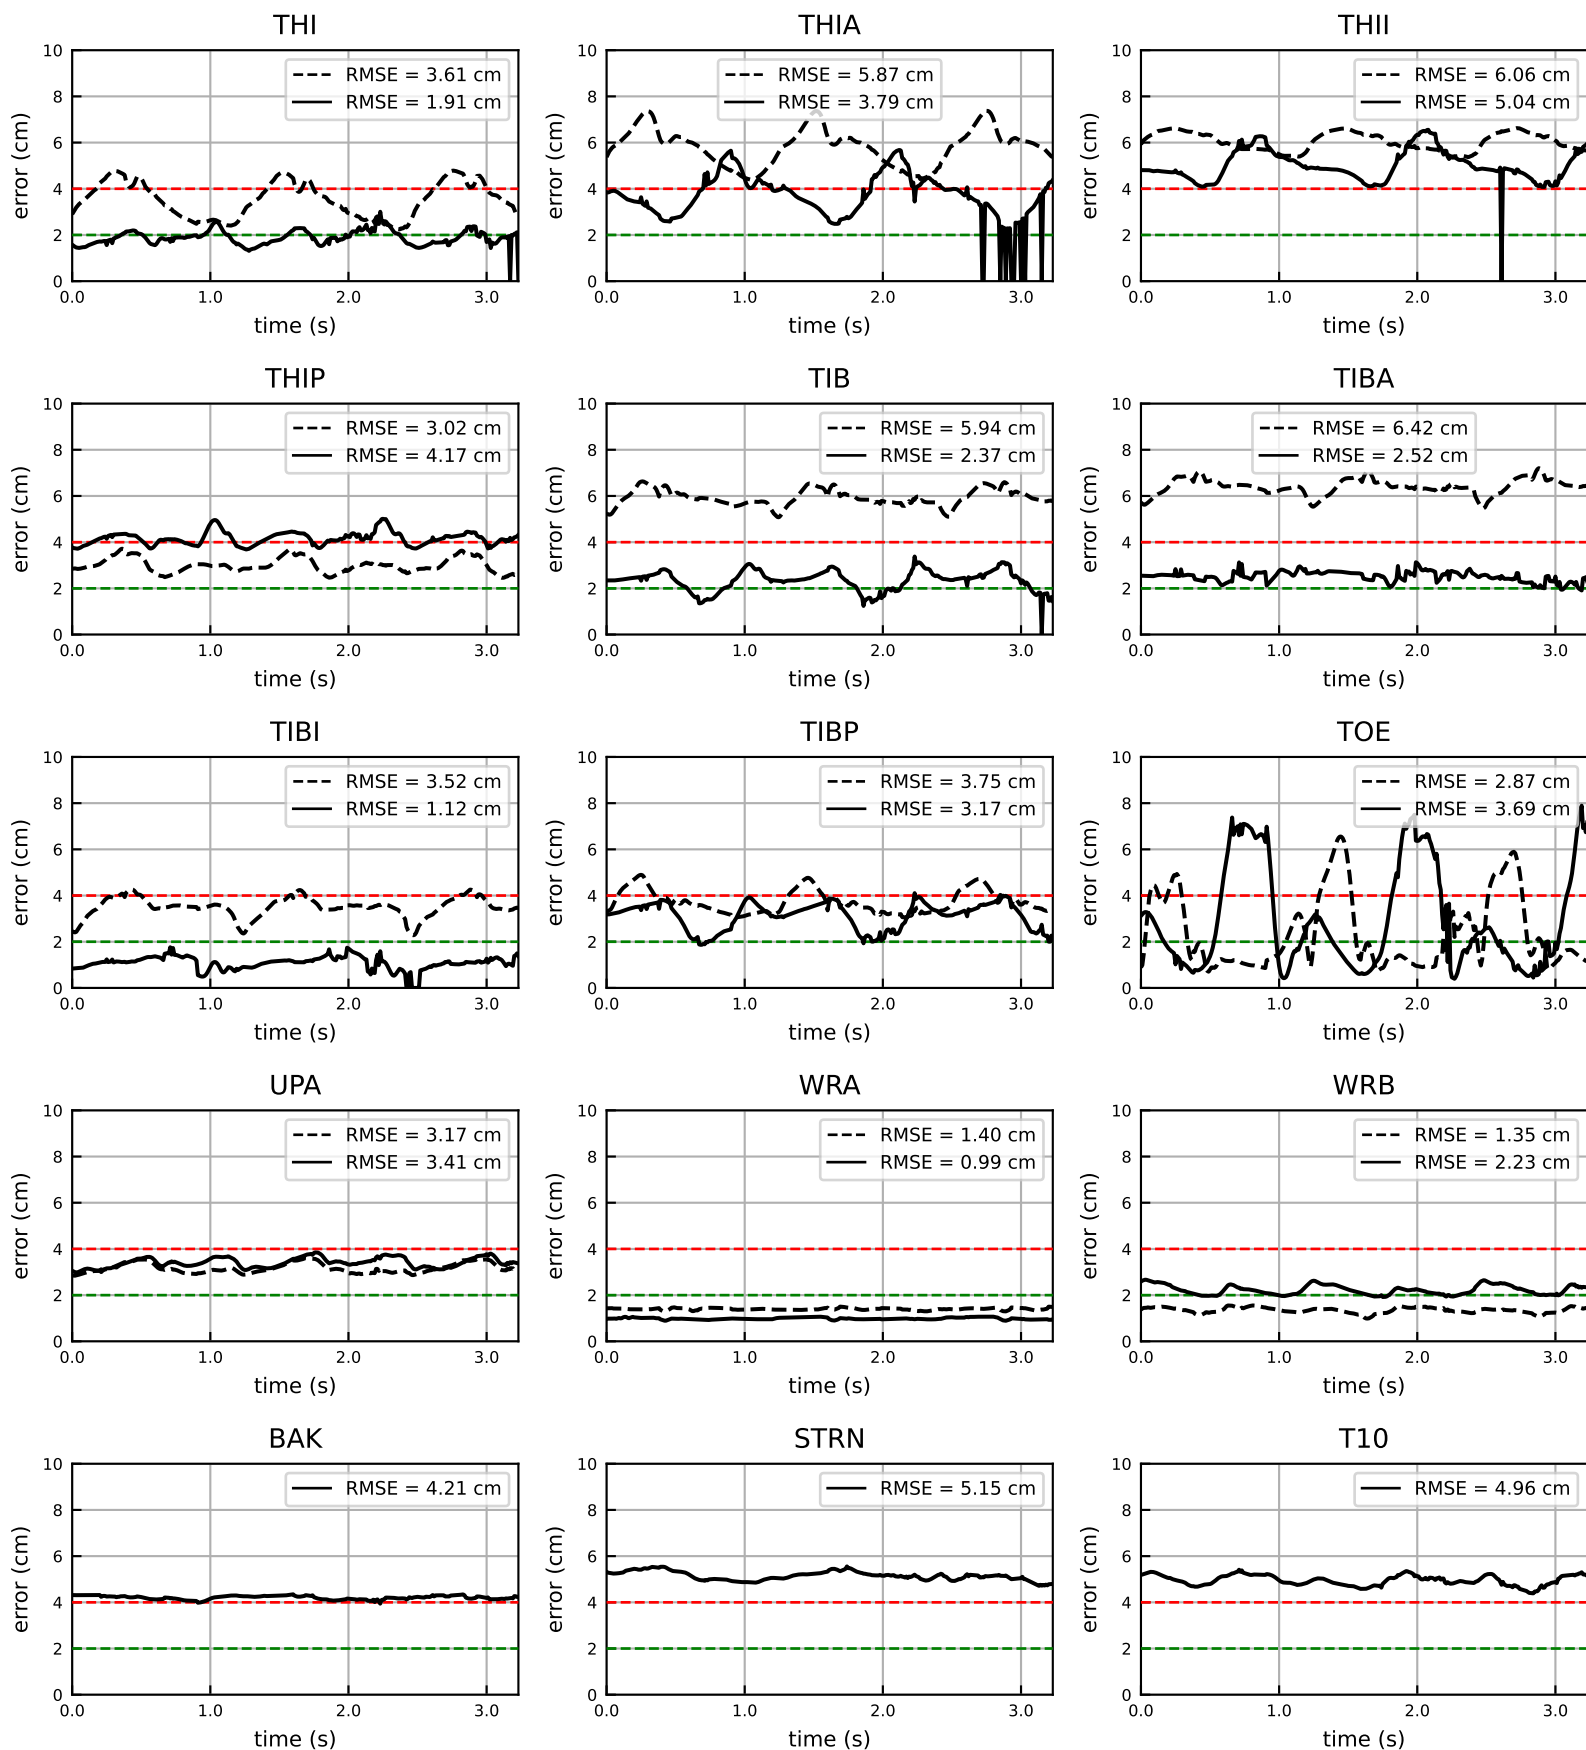 THI
RMSE = 3.61 cm
RMSE = 1.91 cm
error (cm)
10
8
6
4
2
0
0.0 1.0 2.0 3.0
time (s)
THIA
RMSE = 5.87 cm
RMSE = 3.79 cm
error (cm)
10
8
6
4
2
0
0.0 1.0 2.0 3.0
time (s)
THII
RMSE = 6.06 cm
RMSE = 5.04 cm
error (cm)
10
8
6
4
2
0
0.0 1.0 2.0 3.0
time (s)
THIP
RMSE = 3.02 cm
RMSE = 4.17 cm
error (cm)
10
8
6
4
2
0
0.0 1.0 2.0 3.0
time (s)
TIB
RMSE = 5.94 cm
RMSE = 2.37 cm
error (cm)
10
8
6
4
2
0
0.0 1.0 2.0 3.0
time (s)
TIBA
RMSE = 6.42 cm
RMSE = 2.52 cm
error (cm)
10
8
6
4
2
0
0.0 1.0 2.0 3.0
time (s)
TIBI
RMSE = 3.52 cm
RMSE = 1.12 cm
error (cm)
10
8
6
4
2
0
0.0 1.0 2.0 3.0
time (s)
TIBP
RMSE = 3.75 cm
RMSE = 3.17 cm
error (cm)
10
8
6
4
2
0
0.0 1.0 2.0 3.0
time (s)
TOE
RMSE = 2.87 cm
RMSE = 3.69 cm
error (cm)
10
8
6
4
2
0
0.0 1.0 2.0 3.0
time (s)
UPA
RMSE = 3.17 cm
RMSE = 3.41 cm
error (cm)
10
8
6
4
2
0
0.0 1.0 2.0 3.0
time (s)
WRA
RMSE = 1.40 cm
RMSE = 0.99 cm
error (cm)
10
8
6
4
2
0
0.0 1.0 2.0 3.0
time (s)
WRB
RMSE = 1.35 cm
RMSE = 2.23 cm
error (cm)
10
8
6
4
2
0
0.0 1.0 2.0 3.0
time (s)
BAK
RMSE = 4.21 cm
error (cm)
10
8
6
4
2
0
0.0 1.0 2.0 3.0
time (s)
STRN
RMSE = 5.15 cm
error (cm)
10
8
6
4
2
0
0.0 1.0 2.0 3.0
time (s)
T10
RMSE = 4.96 cm
error (cm)
10
8
6
4
2
0
0.0 1.0 2.0 3.0
time (s)